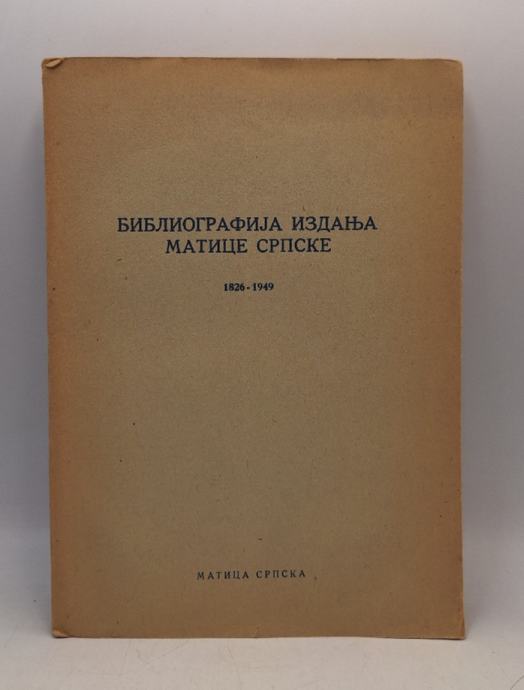 БИБЛИОГРАФИЈА ИЗДАЊА
МАТИЦЕ СРПСКЕ
1826-1949
МАТИЦА СРПСКА